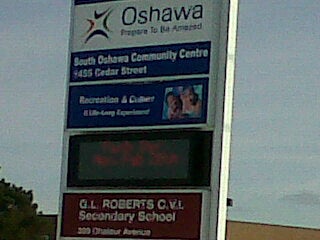 Oshawa
Prepare To Be Amazed
South Oshawa Community Centre
1455 Cedar Street
Recreation & Culture
A Life-Long Experience!
G.L. ROBERTS C.V.I.
Secondary School
399 Chaleur Avenue